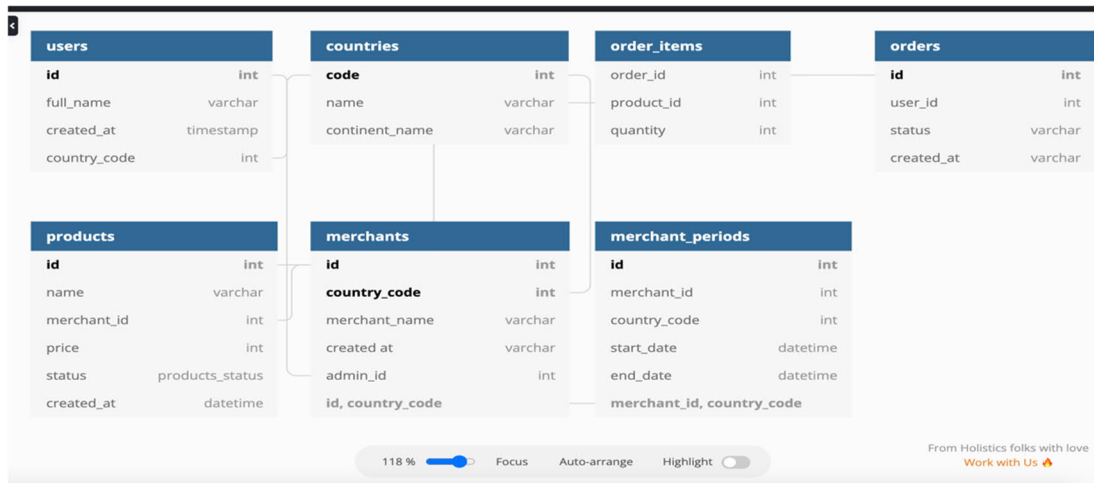 users
id int
full_name varchar
created_at timestamp
country_code int
countries
code int
name varchar
continent_name varchar
order_items
order_id int
product_id int
quantity int
orders
id int
user_id int
status varchar
created_at varchar
products
id int
name varchar
merchant_id int
price int
status products_status
created_at datetime
merchants
id int
country_code int
merchant_name varchar
created at varchar
admin_id int
id, country_code
merchant_periods
id int
merchant_id int
country_code int
start_date datetime
end_date datetime
merchant_id, country_code
118 % Focus Auto-arrange Highlight
From Holistics folks with love
Work with Us 🔥